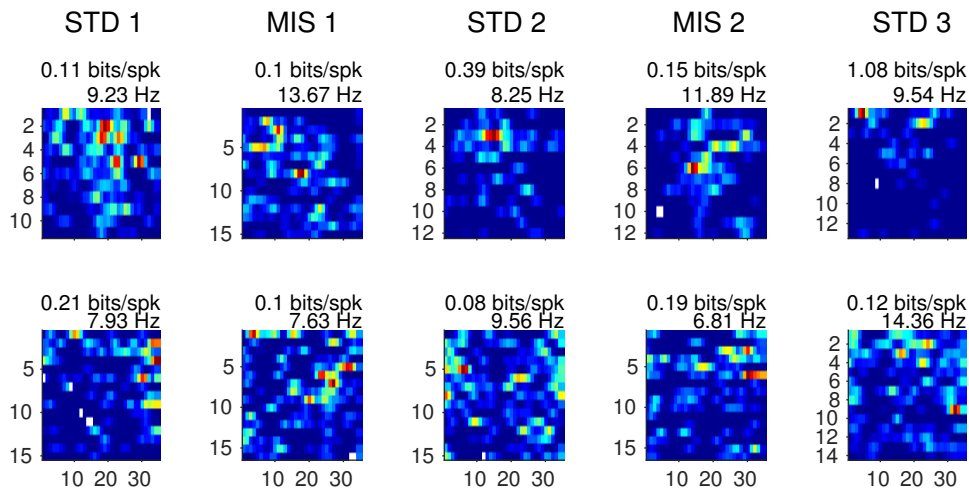 STD 1 MIS 1 STD 2 MIS 2 STD 3
0.11 bits/spk 0.1 bits/spk 0.39 bits/spk 0.15 bits/spk 1.08 bits/spk
9.23 Hz 13.67 Hz 8.25 Hz 11.89 Hz 9.54 Hz
2 4 6 8 10
5 10 15
2 4 6 8 10 12
2 4 6 8 10 12
2 4 6 8 10 12
0.21 bits/spk 0.1 bits/spk 0.08 bits/spk 0.19 bits/spk 0.12 bits/spk
7.93 Hz 7.63 Hz 9.56 Hz 6.81 Hz 14.36 Hz
5 10 15
5 10 15
5 10 15
5 10 15
2 4 6 8 10 12 14
10 20 30 10 20 30 10 20 30 10 20 30 10 20 30